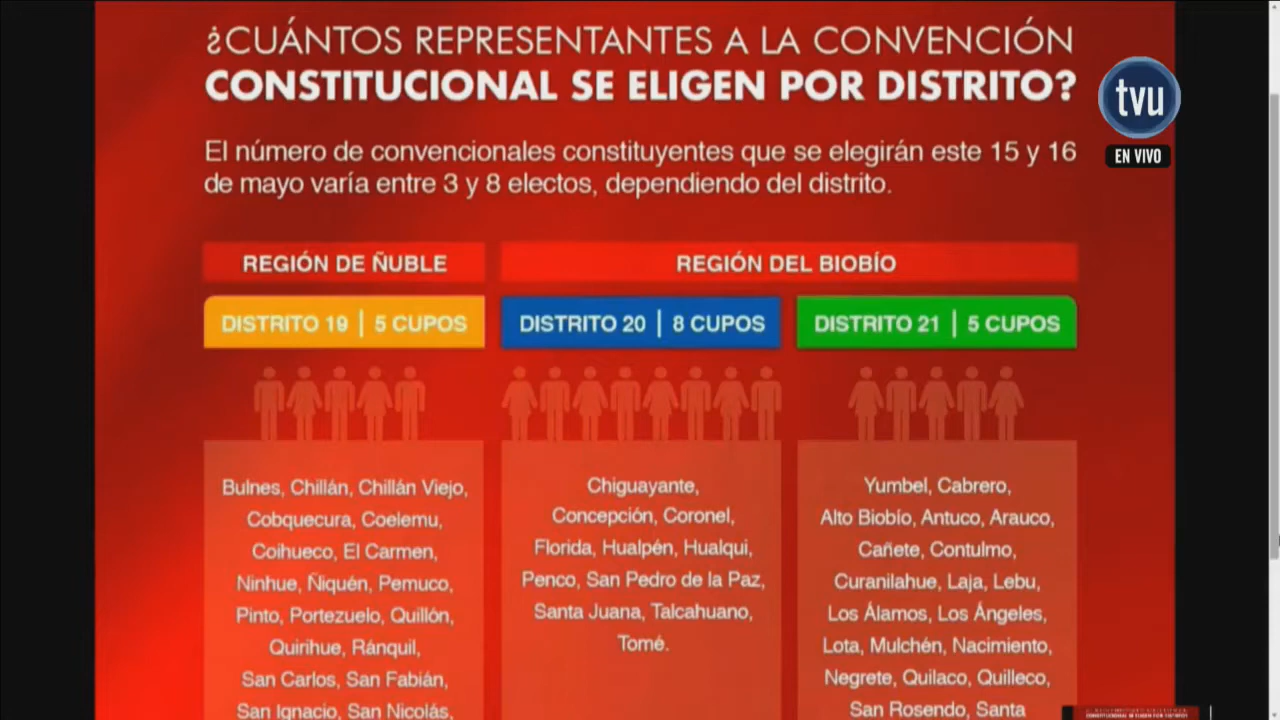 ¿CUÁNTOS REPRESENTANTES A LA CONVENCIÓN
CONSTITUCIONAL SE ELIGEN POR DISTRITO?
tvu
EN VIVO
El número de convencionales constituyentes que se elegirán este 15 y 16
de mayo varía entre 3 y 8 electos, dependiendo del distrito.
REGIÓN DE ÑUBLE
DISTRITO 19 | 5 CUPOS
Bulnes, Chillán, Chillán Viejo,
Cobquecura, Coelemu,
Coihueco, El Carmen,
Ninhue, Ñiquén, Pemuco,
Pinto, Portezuelo, Quillón,
Quirihue, Ránquil,
San Carlos, San Fabián,
San Ignacio, San Nicolás,
REGIÓN DEL BIOBÍO
DISTRITO 20 | 8 CUPOS
Chiguayante,
Concepción, Coronel,
Florida, Hualpén, Hualqui,
Penco, San Pedro de la Paz,
Santa Juana, Talcahuano,
Tomé.
DISTRITO 21 | 5 CUPOS
Yumbel, Cabrero,
Alto Biobío, Antuco, Arauco,
Cañete, Contulmo,
Curanilahue, Laja, Lebu,
Los Álamos, Los Ángeles,
Lota, Mulchén, Nacimiento,
Negrete, Quilaco, Quilleco,
San Rosendo, Santa